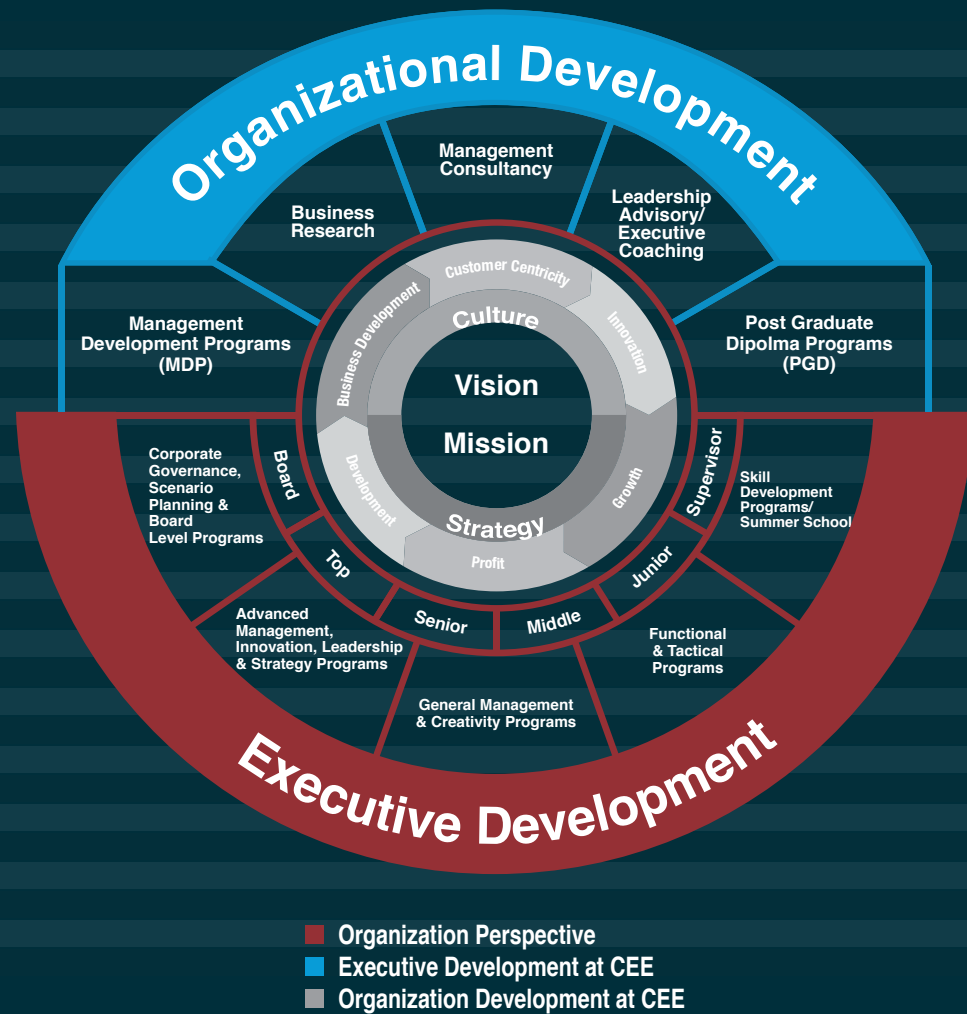 Organizational Development
Management
Consultancy
Business
Research
Leadership
Advisory/
Executive
Coaching
Management
Development Programs
(MDP)
Post Graduate
Dipolma Programs
(PGD)
Customer Centricity
Innovation
Business Development
Culture
Vision
Mission
Strategy
Development
Growth
Profit
Board
Top
Senior
Middle
Junior
Supervisor
Corporate
Governance,
Scenario
Planning &
Board
Level Programs
Skill
Development
Programs/
Summer School
Advanced
Management,
Innovation, Leadership
& Strategy Programs
Functional
& Tactical
Programs
General Management
& Creativity Programs
Executive Development
Organization Perspective
Executive Development at CEE
Organization Development at CEE